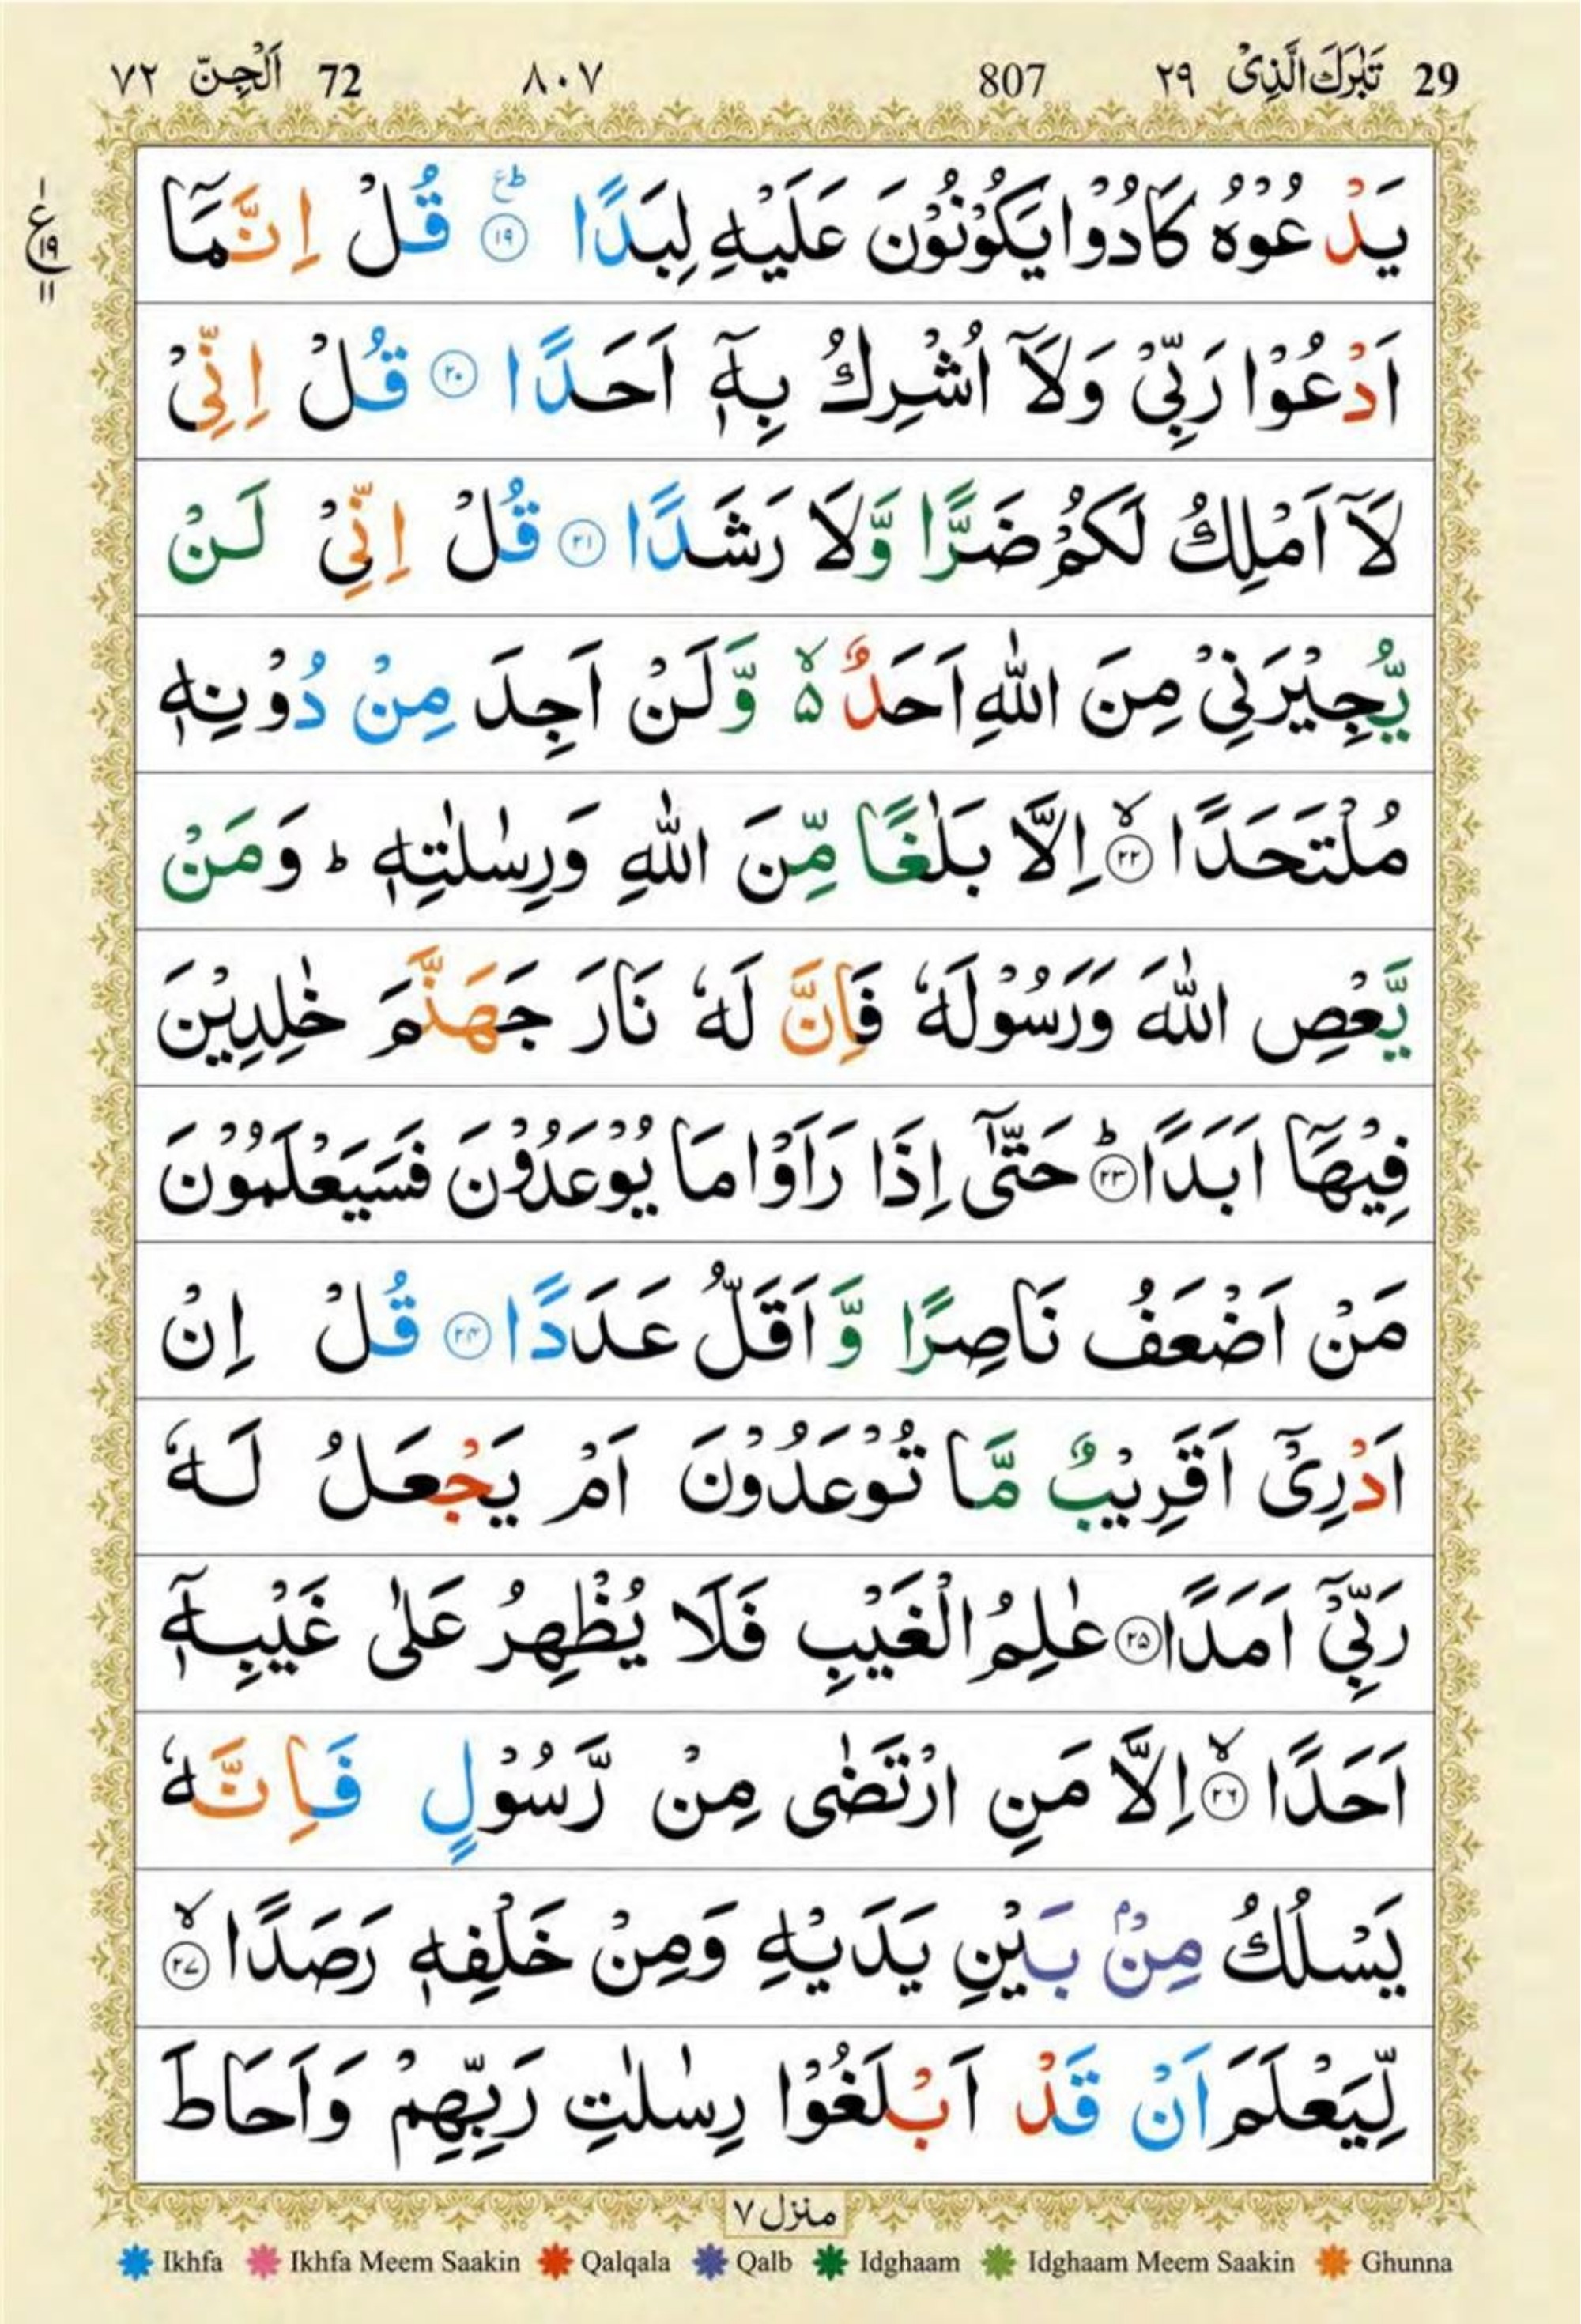 29 تَبٰرَكَ الَّذِىْ ٢٩ 807 ٨٠٧ 72 اَلْجِنّ ٧٢
يَدْعُوْهُ كَادُوْا يَكُوْنُوْنَ عَلَيْهِ لِبَدًا ؕع ۝١٩ قُلْ اِنَّمَاۤ
ع ١٩ ١١
اَدْعُوْا رَبِّىْ وَلَاۤ اُشْرِكُ بِهٖۤ اَحَدًا ۝٢٠ قُلْ اِنِّىْ
لَاۤ اَمْلِكُ لَكُمْ ضَرًّا وَّلَا رَشَدًا ۝٢١ قُلْ اِنِّىْ لَنْ
يُّجِيْرَنِىْ مِنَ اللّٰهِ اَحَدٌ ۵ۙ وَّلَنْ اَجِدَ مِنْ دُوْنِهٖ
مُلْتَحَدًا ۙ۝٢٢ اِلَّا بَلٰغًا مِّنَ اللّٰهِ وَرِسٰلٰتِهٖ ؕ وَمَنْ
يَّعْصِ اللّٰهَ وَرَسُوْلَهٗ فَاِنَّ لَهٗ نَارَ جَهَنَّمَ خٰلِدِيْنَ
فِيْهَاۤ اَبَدًا ؕ۝٢٣ حَتّٰۤى اِذَا رَاَوْا مَا يُوْعَدُوْنَ فَسَيَعْلَمُوْنَ
مَنْ اَضْعَفُ نَاصِرًا وَّاَقَلُّ عَدَدًا ۝٢٤ قُلْ اِنْ
اَدْرِىْۤ اَقَرِيْبٌ مَّا تُوْعَدُوْنَ اَمْ يَجْعَلُ لَهٗ
رَبِّىْۤ اَمَدًا ۝٢٥ عٰلِمُ الْغَيْبِ فَلَا يُظْهِرُ عَلٰى غَيْبِهٖۤ
اَحَدًا ۙ۝٢٦ اِلَّا مَنِ ارْتَضٰى مِنْ رَّسُوْلٍ فَاِنَّهٗ
يَسْلُكُ مِنْۢ بَيْنِ يَدَيْهِ وَمِنْ خَلْفِهٖ رَصَدًا ۙ۝٢٧
لِّيَعْلَمَ اَنْ قَدْ اَبْلَغُوْا رِسٰلٰتِ رَبِّهِمْ وَاَحَاطَ
منزل ٧
Ikhfa Ikhfa Meem Saakin Qalqala Qalb Idghaam Idghaam Meem Saakin Ghunna